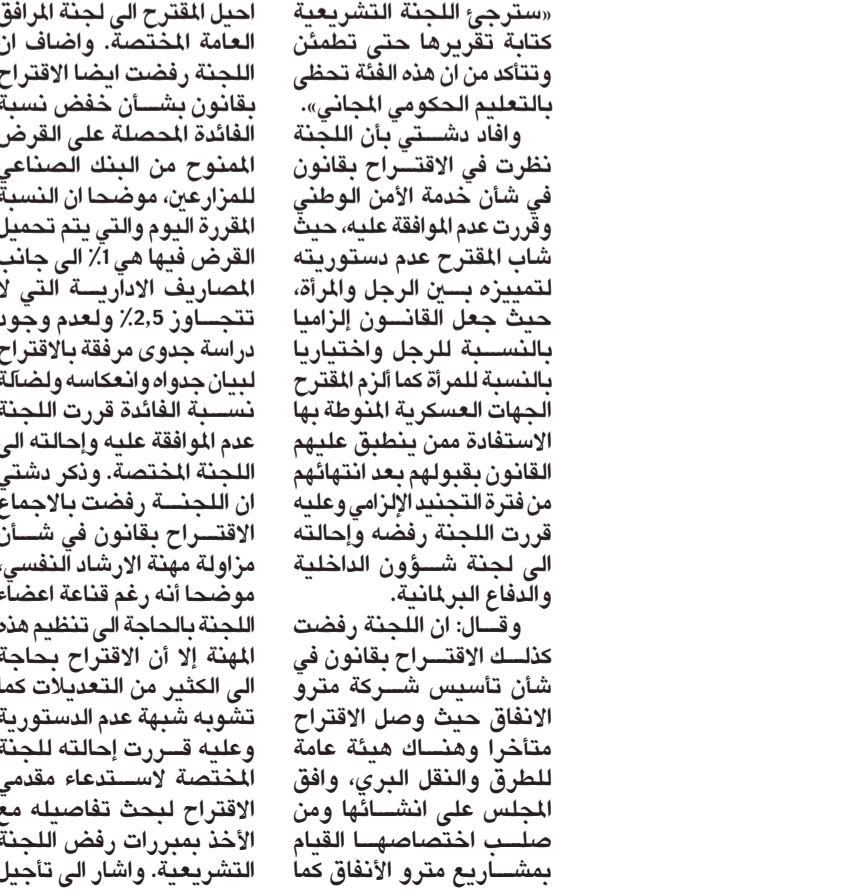 «سترجئ اللجنة التشريعية
كتابة تقريرها حتى تطمئن
وتتأكد من ان هذه الفئة تحظى
بالتعليم الحكومي المجاني».
وافاد دشتي بأن اللجنة
نظرت في الاقتراح بقانون
في شأن خدمة الأمن الوطني
وقررت عدم الموافقة عليه، حيث
شاب المقترح عدم دستوريته
لتمييزه بين الرجل والمرأة،
حيث جعل القانون إلزاميا
بالنسبة للرجل واختياريا
بالنسبة للمرأة كما ألزم المقترح
الجهات العسكرية المنوطة بها
الاستفادة ممن ينطبق عليهم
القانون بقبولهم بعد انتهائهم
من فترة التجنيد الإلزامي وعليه
قررت اللجنة رفضه وإحالته
الى لجنة شؤون الداخلية
والدفاع البرلمانية.
وقال: ان اللجنة رفضت
كذلك الاقتراح بقانون في
شأن تأسيس شركة مترو
الانفاق حيث وصل الاقتراح
متأخرا وهناك هيئة عامة
للطرق والنقل البري، وافق
المجلس على انشائها ومن
صلب اختصاصها القيام
بمشاريع مترو الأنفاق كما
احيل المقترح الى لجنة المرافق
العامة المختصة. واضاف ان
اللجنة رفضت ايضا الاقتراح
بقانون بشأن خفض نسبة
الفائدة المحصلة على القرض
الممنوح من البنك الصناعي
للمزارعين، موضحا ان النسبة
المقررة اليوم والتي يتم تحميل
القرض فيها هي 1٪ الى جانب
المصاريف الادارية التي لا
تتجاوز 2,5٪ ولعدم وجود
دراسة جدوى مرفقة بالاقتراح
لبيان جدواه وانعكاسه ولضآلة
نسبة الفائدة قررت اللجنة
عدم الموافقة عليه وإحالته الى
اللجنة المختصة. وذكر دشتي
ان اللجنة رفضت بالاجماع
الاقتراح بقانون في شأن
مزاولة مهنة الارشاد النفسي،
موضحا أنه رغم قناعة اعضاء
اللجنة بالحاجة الى تنظيم هذه
المهنة إلا أن الاقتراح بحاجة
الى الكثير من التعديلات كما
تشوبه شبهة عدم الدستورية
وعليه قررت إحالته للجنة
المختصة لاستدعاء مقدمي
الاقتراح لبحث تفاصيله مع
الأخذ بمبررات رفض اللجنة
التشريعية. واشار الى تأجيل